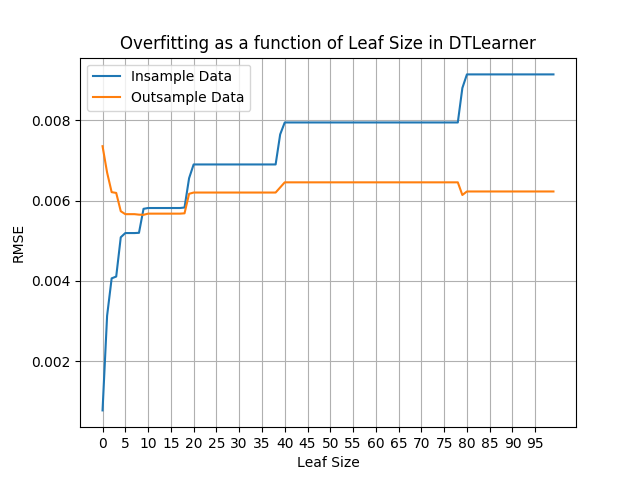 Overfitting as a function of Leaf Size in DTLearner
Insample Data
Outsample Data
0.008
0.006
0.004
0.002
RMSE
0 5 10 15 20 25 30 35 40 45 50 55 60 65 70 75 80 85 90 95
Leaf Size